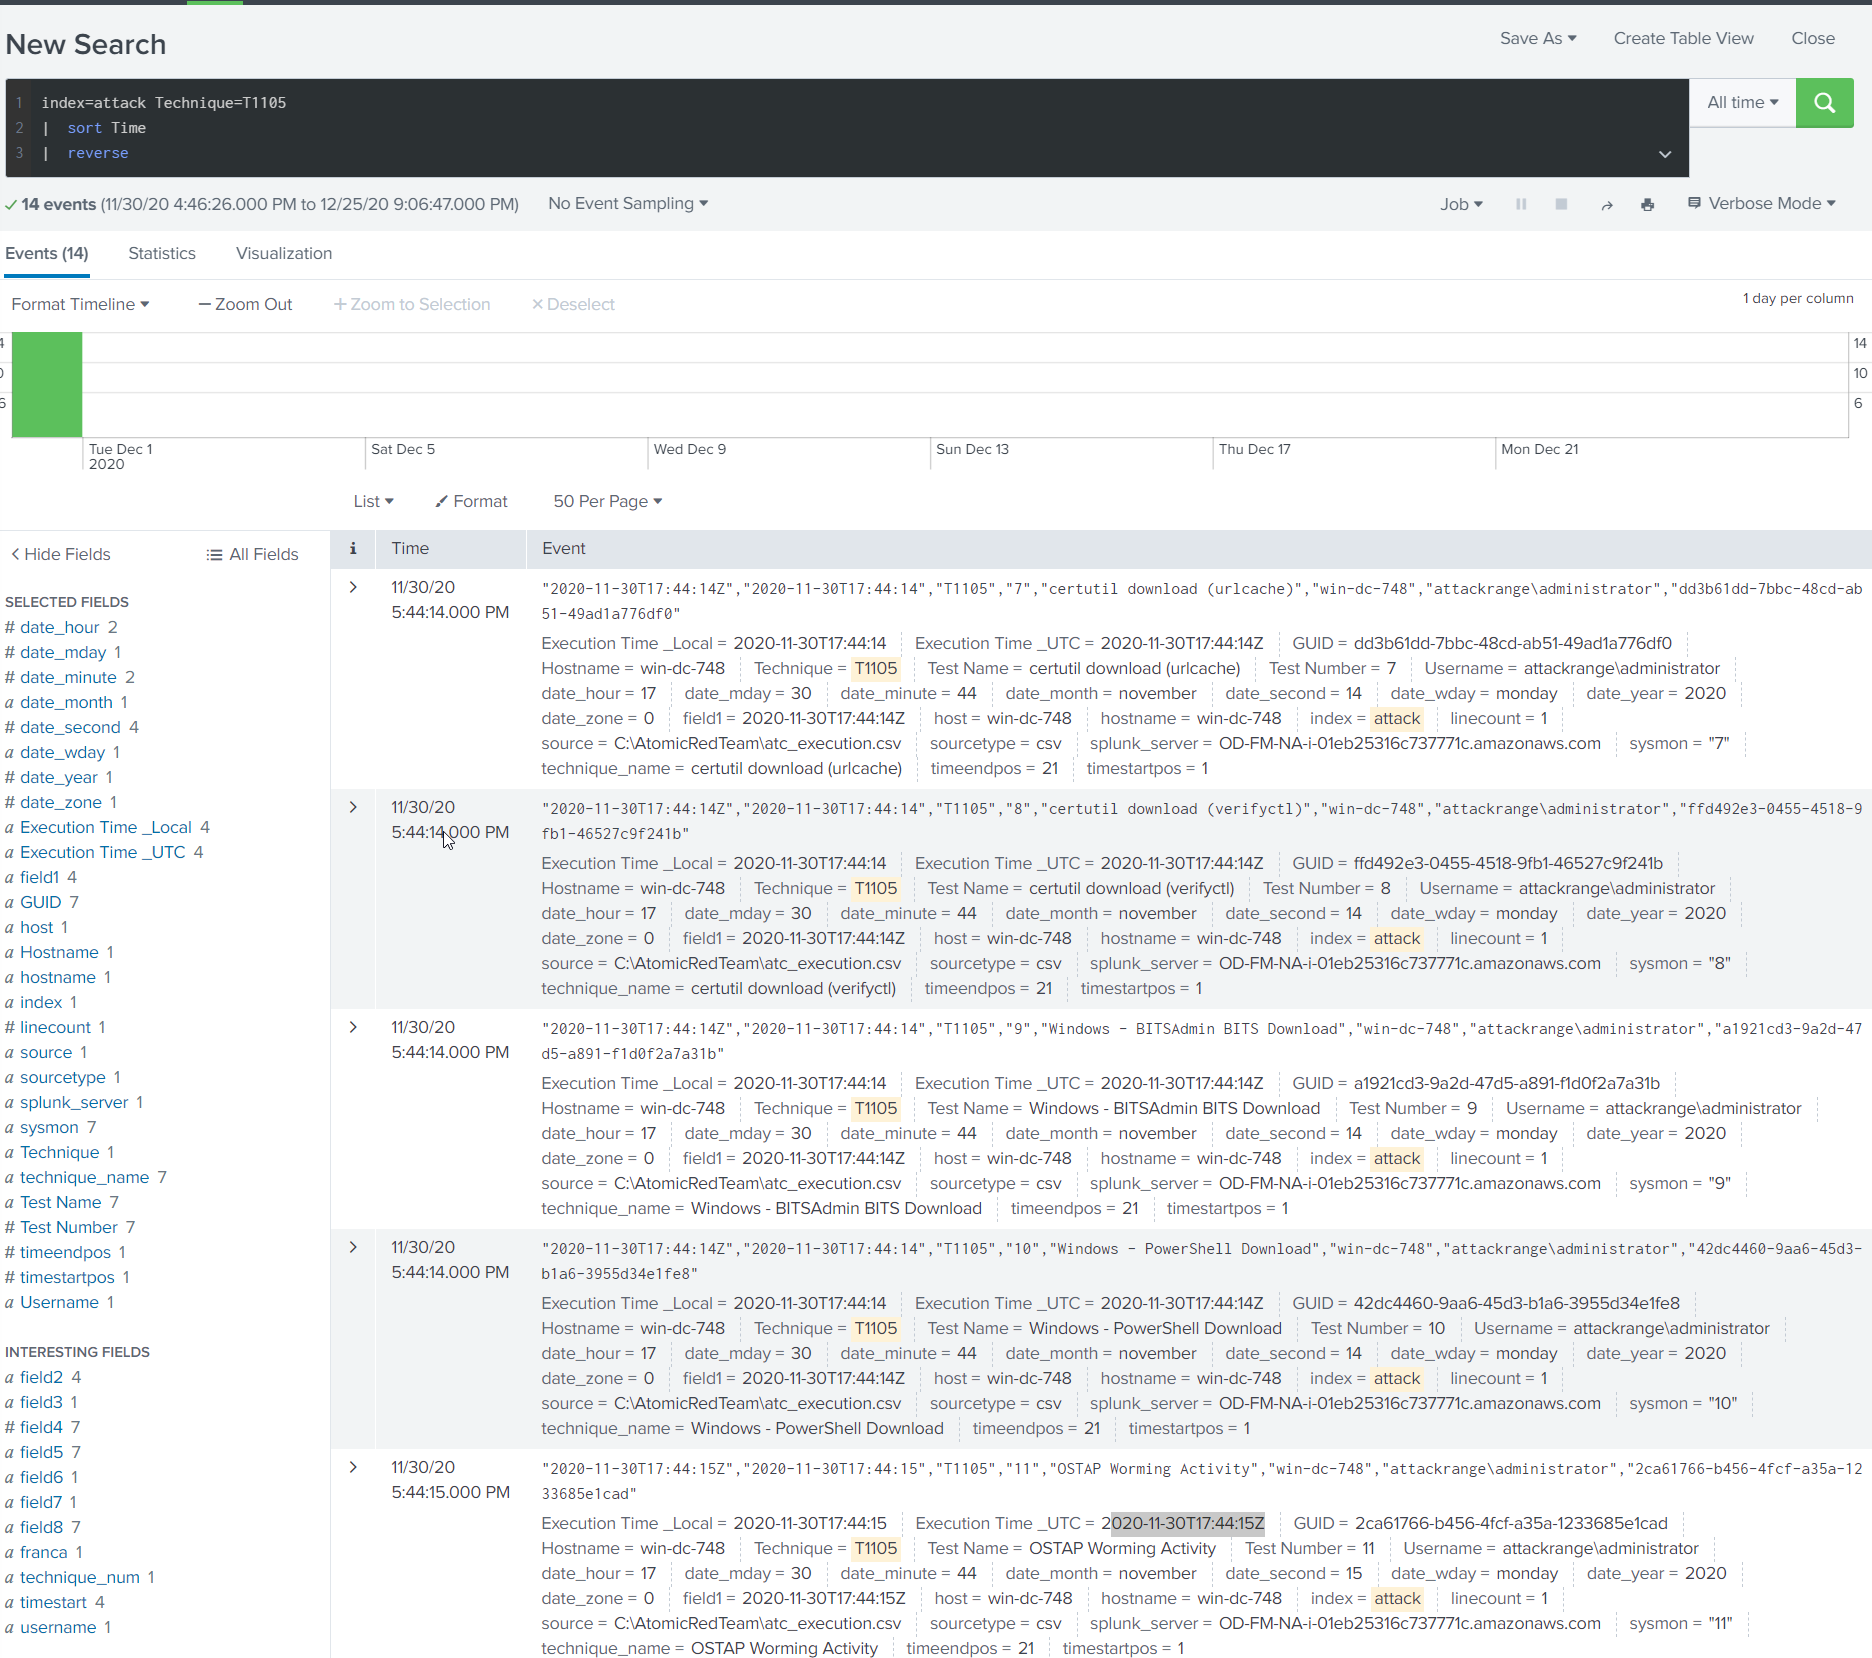 New Search
Save As
Create Table View
Close
1 index=attack Technique=T1105
2 | sort Time
3 | reverse
All time
14 events (11/30/20 4:46:26.000 PM to 12/25/20 9:06:47.000 PM)
No Event Sampling
Job
Verbose Mode
Events (14)
Statistics
Visualization
Format Timeline
— Zoom Out
+ Zoom to Selection
× Deselect
1 day per column
4
14
0
10
6
6
Tue Dec 1
2020
Sat Dec 5
Wed Dec 9
Sun Dec 13
Thu Dec 17
Mon Dec 21
List
Format
50 Per Page
< Hide Fields
All Fields
SELECTED FIELDS
# date_hour 2
# date_mday 1
# date_minute 2
a date_month 1
# date_second 4
a date_wday 1
# date_year 1
# date_zone 1
a Execution Time _Local 4
a Execution Time _UTC 4
a field1 4
a GUID 7
a host 1
a Hostname 1
a hostname 1
a index 1
# linecount 1
a source 1
a sourcetype 1
a splunk_server 1
a sysmon 7
a Technique 1
a technique_name 7
a Test Name 7
# Test Number 7
# timeendpos 1
# timestartpos 1
a Username 1
INTERESTING FIELDS
a field2 4
a field3 1
# field4 7
a field5 7
a field6 1
a field7 1
a field8 7
a franca 1
a technique_num 1
a timestart 4
a username 1
i Time Event
> 11/30/20
5:44:14.000 PM
"2020-11-30T17:44:14Z","2020-11-30T17:44:14","T1105","7","certutil download (urlcache)","win-dc-748","attackrange\administrator","dd3b61dd-7bbc-48cd-ab
51-49ad1a776df0"
Execution Time _Local = 2020-11-30T17:44:14 Execution Time _UTC = 2020-11-30T17:44:14Z GUID = dd3b61dd-7bbc-48cd-ab51-49ad1a776df0
Hostname = win-dc-748 Technique = T1105 Test Name = certutil download (urlcache) Test Number = 7 Username = attackrange\administrator
date_hour = 17 date_mday = 30 date_minute = 44 date_month = november date_second = 14 date_wday = monday date_year = 2020
date_zone = 0 field1 = 2020-11-30T17:44:14Z host = win-dc-748 hostname = win-dc-748 index = attack linecount = 1
source = C:\AtomicRedTeam\atc_execution.csv sourcetype = csv splunk_server = OD-FM-NA-i-01eb25316c737771c.amazonaws.com sysmon = "7"
technique_name = certutil download (urlcache) timeendpos = 21 timestartpos = 1
> 11/30/20
5:44:14.000 PM
"2020-11-30T17:44:14Z","2020-11-30T17:44:14","T1105","8","certutil download (verifyctl)","win-dc-748","attackrange\administrator","ffd492e3-0455-4518-9
fb1-46527c9f241b"
Execution Time _Local = 2020-11-30T17:44:14 Execution Time _UTC = 2020-11-30T17:44:14Z GUID = ffd492e3-0455-4518-9fb1-46527c9f241b
Hostname = win-dc-748 Technique = T1105 Test Name = certutil download (verifyctl) Test Number = 8 Username = attackrange\administrator
date_hour = 17 date_mday = 30 date_minute = 44 date_month = november date_second = 14 date_wday = monday date_year = 2020
date_zone = 0 field1 = 2020-11-30T17:44:14Z host = win-dc-748 hostname = win-dc-748 index = attack linecount = 1
source = C:\AtomicRedTeam\atc_execution.csv sourcetype = csv splunk_server = OD-FM-NA-i-01eb25316c737771c.amazonaws.com sysmon = "8"
technique_name = certutil download (verifyctl) timeendpos = 21 timestartpos = 1
> 11/30/20
5:44:14.000 PM
"2020-11-30T17:44:14Z","2020-11-30T17:44:14","T1105","9","Windows - BITSAdmin BITS Download","win-dc-748","attackrange\administrator","a1921cd3-9a2d-47
d5-a891-f1d0f2a7a31b"
Execution Time _Local = 2020-11-30T17:44:14 Execution Time _UTC = 2020-11-30T17:44:14Z GUID = a1921cd3-9a2d-47d5-a891-f1d0f2a7a31b
Hostname = win-dc-748 Technique = T1105 Test Name = Windows - BITSAdmin BITS Download Test Number = 9 Username = attackrange\administrator
date_hour = 17 date_mday = 30 date_minute = 44 date_month = november date_second = 14 date_wday = monday date_year = 2020
date_zone = 0 field1 = 2020-11-30T17:44:14Z host = win-dc-748 hostname = win-dc-748 index = attack linecount = 1
source = C:\AtomicRedTeam\atc_execution.csv sourcetype = csv splunk_server = OD-FM-NA-i-01eb25316c737771c.amazonaws.com sysmon = "9"
technique_name = Windows - BITSAdmin BITS Download timeendpos = 21 timestartpos = 1
> 11/30/20
5:44:14.000 PM
"2020-11-30T17:44:14Z","2020-11-30T17:44:14","T1105","10","Windows - PowerShell Download","win-dc-748","attackrange\administrator","42dc4460-9aa6-45d3-
b1a6-3955d34e1fe8"
Execution Time _Local = 2020-11-30T17:44:14 Execution Time _UTC = 2020-11-30T17:44:14Z GUID = 42dc4460-9aa6-45d3-b1a6-3955d34e1fe8
Hostname = win-dc-748 Technique = T1105 Test Name = Windows - PowerShell Download Test Number = 10 Username = attackrange\administrator
date_hour = 17 date_mday = 30 date_minute = 44 date_month = november date_second = 14 date_wday = monday date_year = 2020
date_zone = 0 field1 = 2020-11-30T17:44:14Z host = win-dc-748 hostname = win-dc-748 index = attack linecount = 1
source = C:\AtomicRedTeam\atc_execution.csv sourcetype = csv splunk_server = OD-FM-NA-i-01eb25316c737771c.amazonaws.com sysmon = "10"
technique_name = Windows - PowerShell Download timeendpos = 21 timestartpos = 1
> 11/30/20
5:44:15.000 PM
"2020-11-30T17:44:15Z","2020-11-30T17:44:15","T1105","11","OSTAP Worming Activity","win-dc-748","attackrange\administrator","2ca61766-b456-4fcf-a35a-12
33685e1cad"
Execution Time _Local = 2020-11-30T17:44:15 Execution Time _UTC = 2020-11-30T17:44:15Z GUID = 2ca61766-b456-4fcf-a35a-1233685e1cad
Hostname = win-dc-748 Technique = T1105 Test Name = OSTAP Worming Activity Test Number = 11 Username = attackrange\administrator
date_hour = 17 date_mday = 30 date_minute = 44 date_month = november date_second = 15 date_wday = monday date_year = 2020
date_zone = 0 field1 = 2020-11-30T17:44:15Z host = win-dc-748 hostname = win-dc-748 index = attack linecount = 1
source = C:\AtomicRedTeam\atc_execution.csv sourcetype = csv splunk_server = OD-FM-NA-i-01eb25316c737771c.amazonaws.com sysmon = "11"
technique_name = OSTAP Worming Activity timeendpos = 21 timestartpos = 1